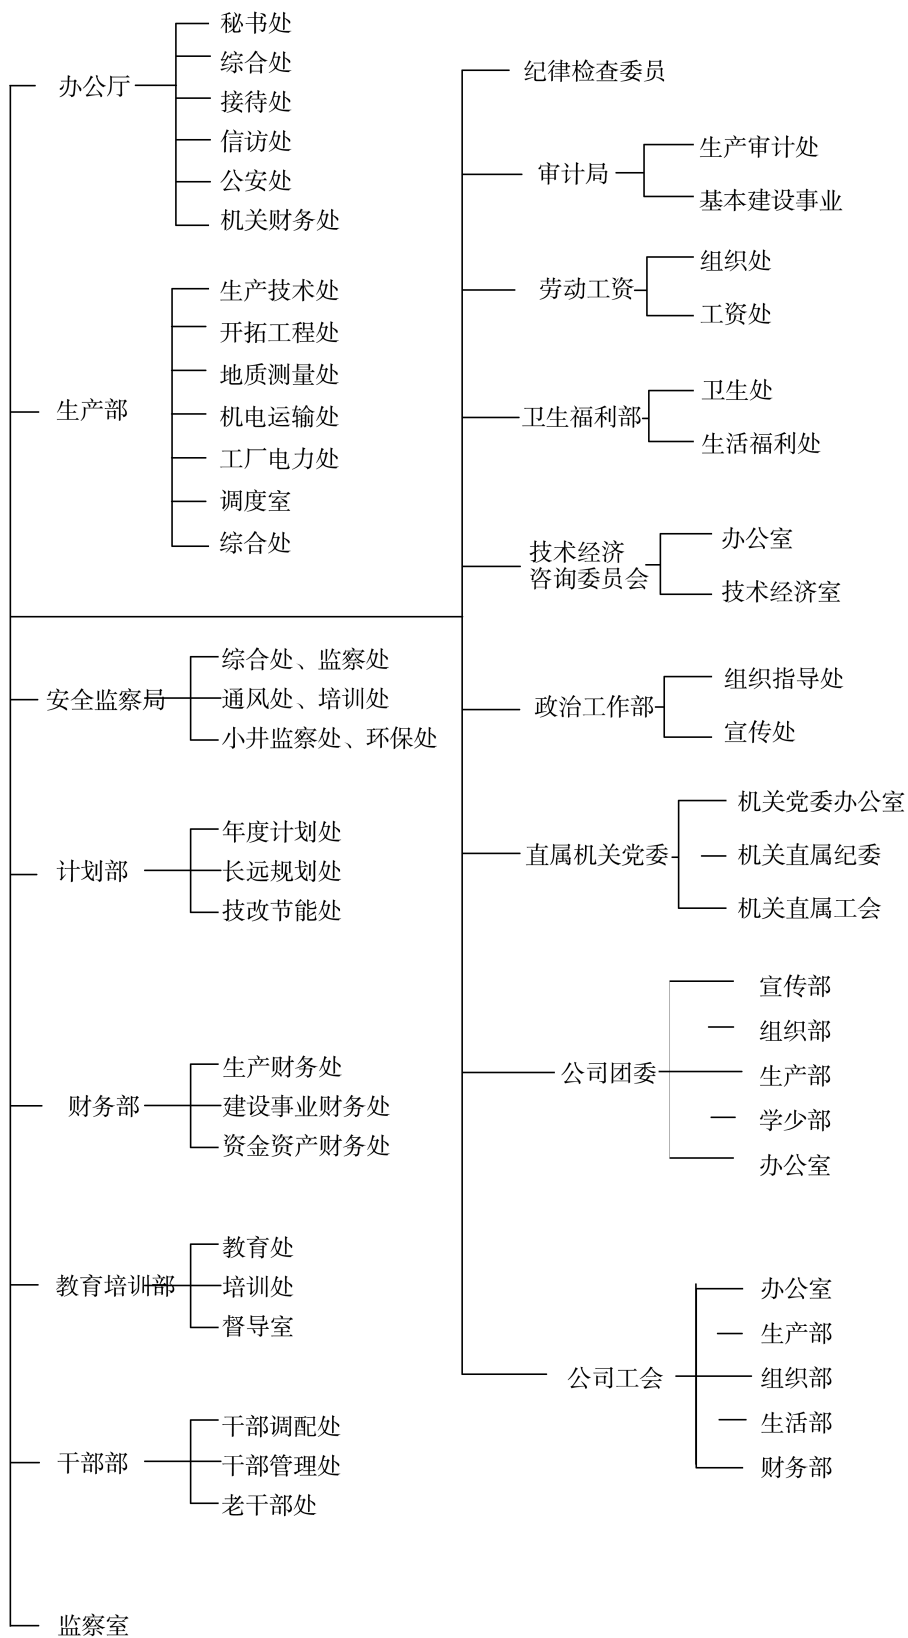 办公厅
秘书处
综合处
接待处
信访处
公安处
机关财务处
生产部
生产技术处
开拓工程处
地质测量处
机电运输处
工厂电力处
调度室
综合处
安全监察局
综合处、监察处
通风处、培训处
小井监察处、环保处
计划部
年度计划处
长远规划处
技改节能处
财务部
生产财务处
建设事业财务处
资金资产财务处
教育培训部
教育处
培训处
督导室
干部部
干部调配处
干部管理处
老干部处
监察室
纪律检查委员
审计局
生产审计处
基本建设事业
劳动工资
组织处
工资处
卫生福利部
卫生处
生活福利处
技术经济
咨询委员会
办公室
技术经济室
政治工作部
组织指导处
宣传处
直属机关党委
机关党委办公室
机关直属纪委
机关直属工会
公司团委
宣传部
组织部
生产部
学少部
办公室
公司工会
办公室
生产部
组织部
生活部
财务部